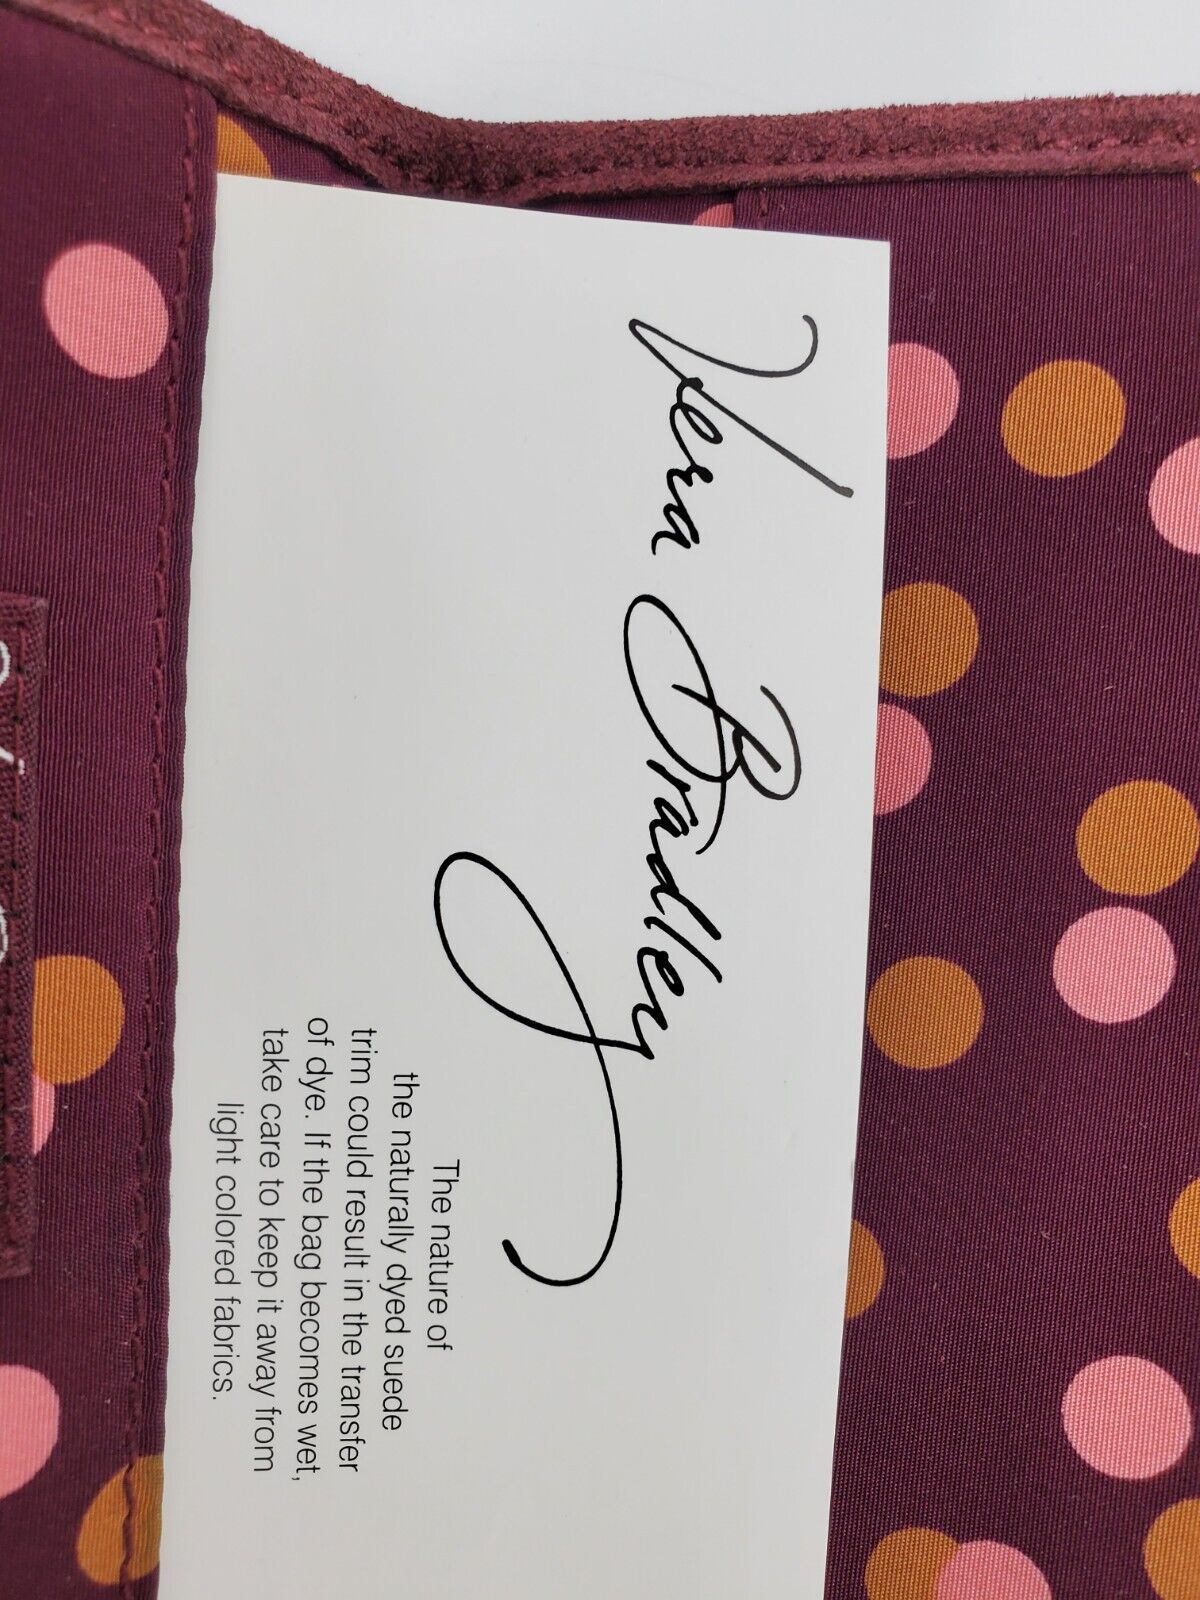 Vera Bradley
The nature of
the naturally dyed suede
trim could result in the transfer
of dye. If the bag becomes wet,
take care to keep it away from
light colored fabrics.